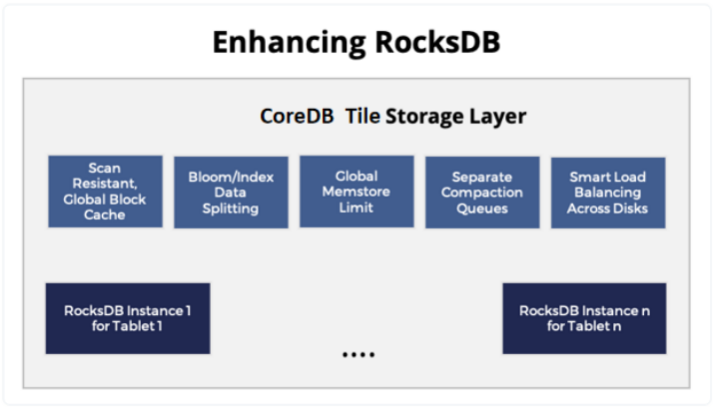 Enhancing RocksDB
CoreDB Tile Storage Layer
Scan
Resistant,
Global Block
Cache
Bloom/Index
Data
Splitting
Global
Memstore
Limit
Separate
Compaction
Queues
Smart Load
Balancing
Across Disks
RocksDB Instance 1
for Tablet 1
....
RocksDB Instance n
for Tablet n